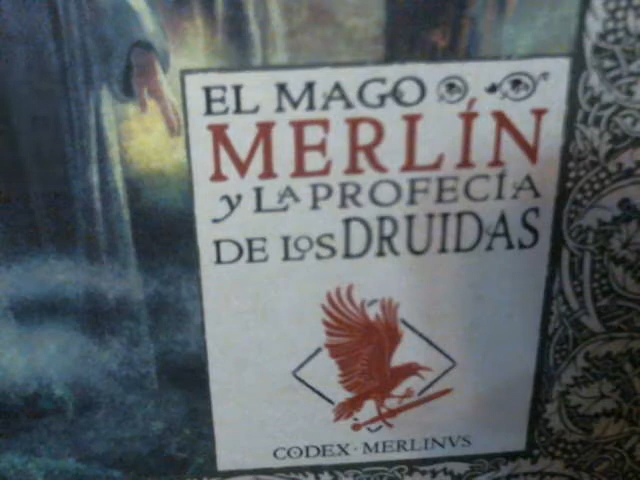 EL MAGO
MERLÍN
y LA PROFECÍA
DE LOS DRUIDAS
CODEX · MERLINVS